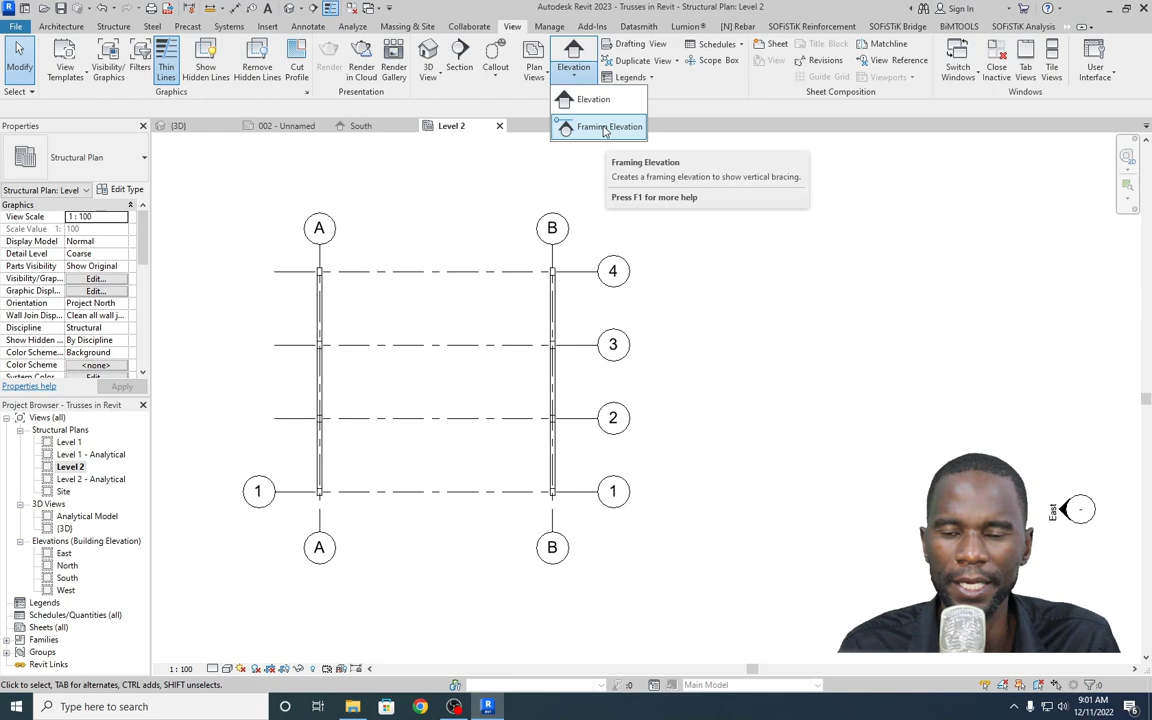 Autodesk Revit 2023 - Trusses in Revit - Structural Plan: Level 2
Sign In
File Architecture Structure Steel Precast Systems Insert Annotate Analyze Massing & Site Collaborate View Manage Add-Ins Datasmith Lumion® [N] Rebar SOFiSTiK Reinforcement SOFiSTiK Bridge BiMTOOLS SOFiSTiK Analysis
Modify
View Templates
Visibility/ Graphics
Filters
Thin Lines
Show Hidden Lines
Remove Hidden Lines
Cut Profile
Render
Render in Cloud
Render Gallery
3D View
Section
Callout
Plan Views
Elevation
Drafting View
Duplicate View
Legends
Schedules
Scope Box
Sheet
View
Title Block
Revisions
Guide Grid
Matchline
View Reference
Viewports
Switch Windows
Close Inactive
Tab Views
Tile Views
User Interface
Select Graphics Presentation Sheet Composition Windows
Elevation
Framing Elevation
Framing Elevation
Creates a framing elevation to show vertical bracing.
Press F1 for more help
Properties
{3D} 002 - Unnamed South Level 2
Structural Plan
Structural Plan: Level Edit Type
Graphics
View Scale 1 : 100
Scale Value 1: 100
Display Model Normal
Detail Level Coarse
Parts Visibility Show Original
Visibility/Grap... Edit...
Graphic Displ... Edit...
Orientation Project North
Wall Join Disp... Clean all wall j...
Discipline Structural
Show Hidden ... By Discipline
Color Scheme... Background
Color Scheme <none>
System Color... Edit...
Properties help Apply
Project Browser - Trusses in Revit
Views (all)
Structural Plans
Level 1
Level 1 - Analytical
Level 2
Level 2 - Analytical
Site
3D Views
Analytical Model
{3D}
Elevations (Building Elevation)
East
North
South
West
Legends
Schedules/Quantities (all)
Sheets (all)
Families
Groups
Revit Links
A B
4
3
2
1 1
A B
East
-
1 : 100
Click to select, TAB for alternates, CTRL adds, SHIFT unselects.
:0 Main Model :0
Type here to search
9:01 AM
12/11/2022
6